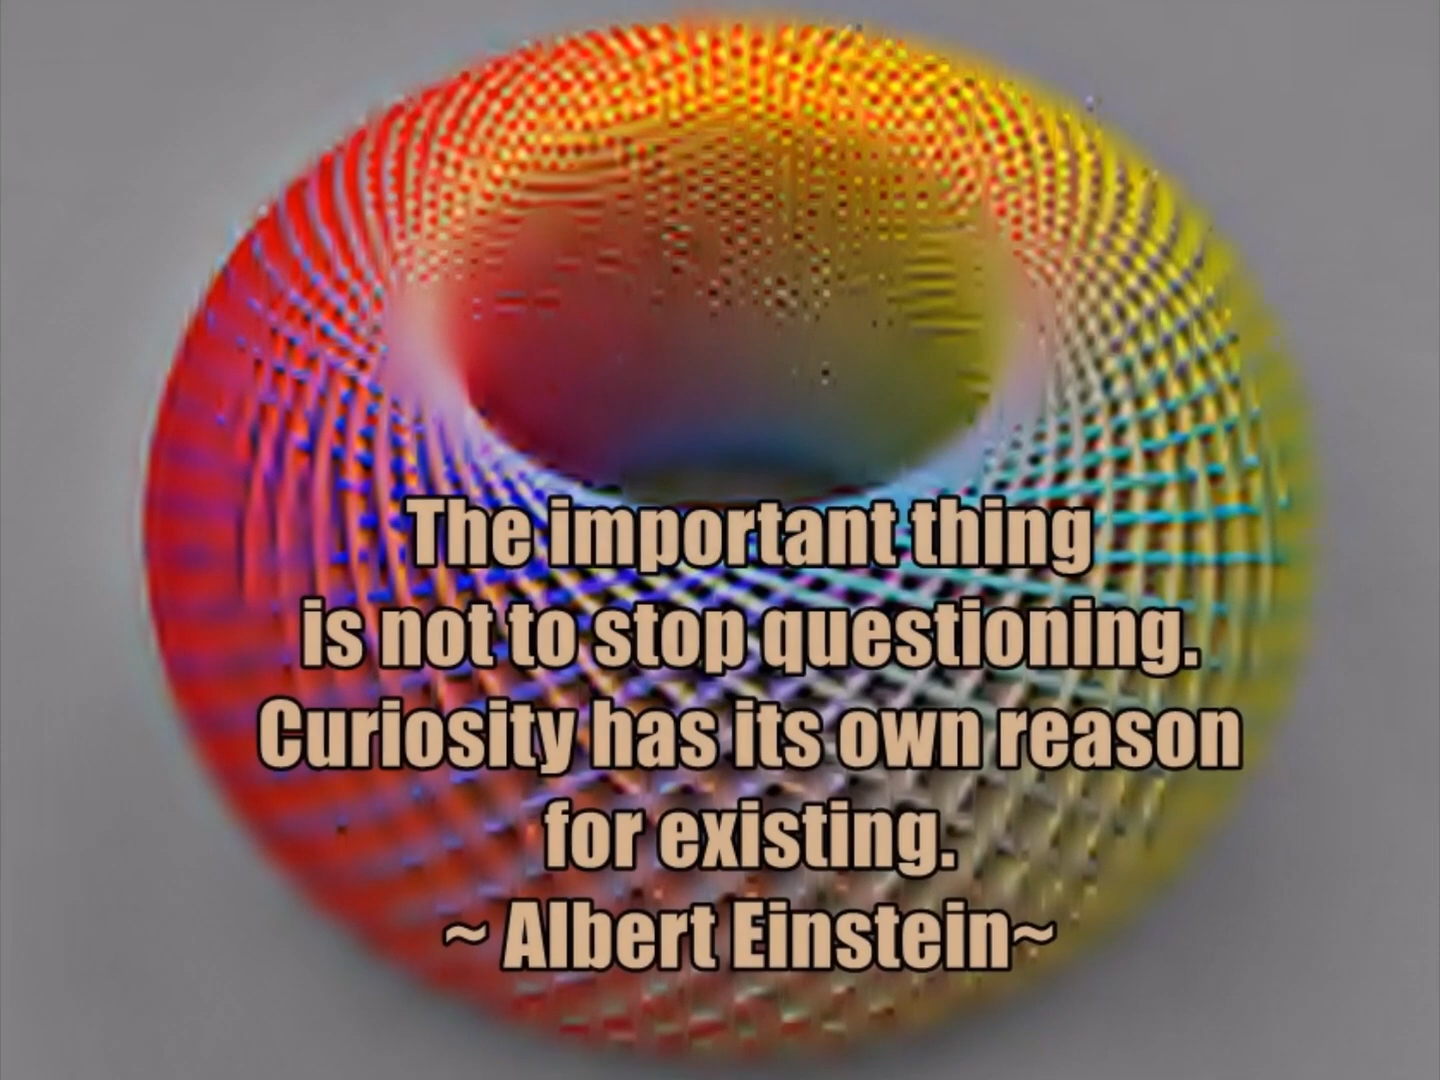 The important thing
is not to stop questioning.
Curiosity has its own reason
for existing.
~ Albert Einstein~